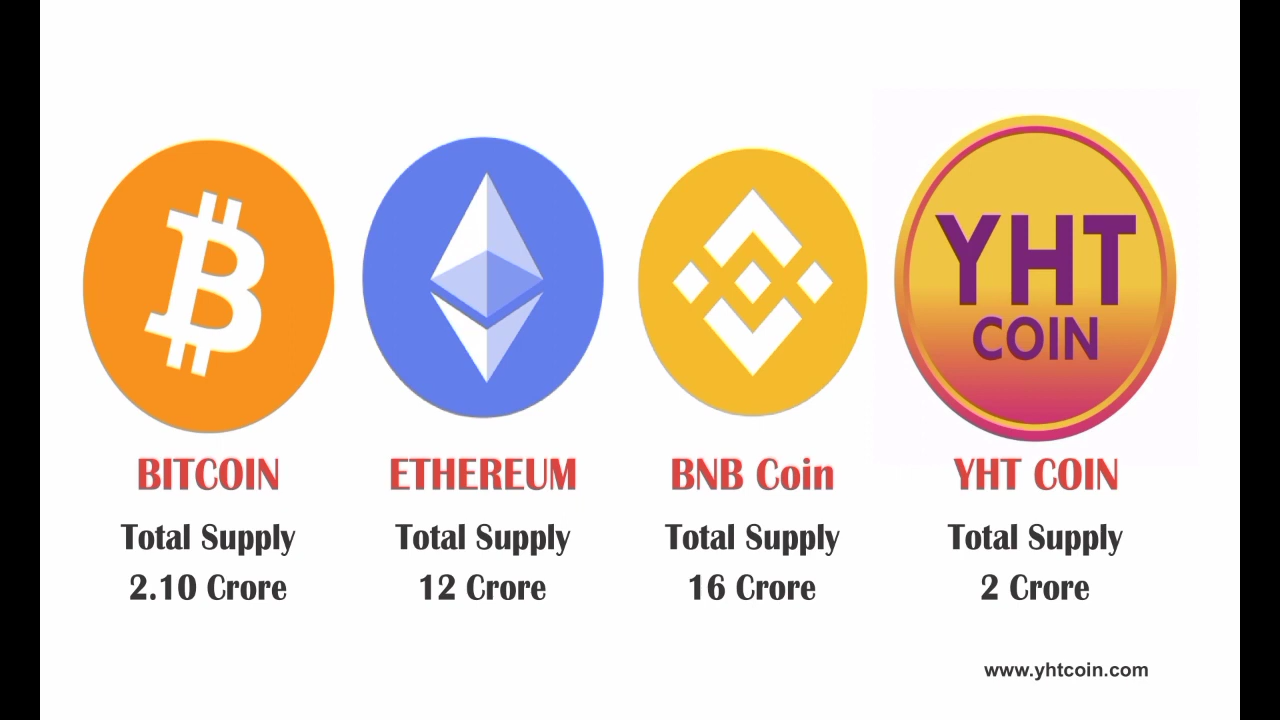 YHT
COIN
BITCOIN
Total Supply
2.10 Crore
ETHEREUM
Total Supply
12 Crore
BNB Coin
Total Supply
16 Crore
YHT COIN
Total Supply
2 Crore
www.yhtcoin.com